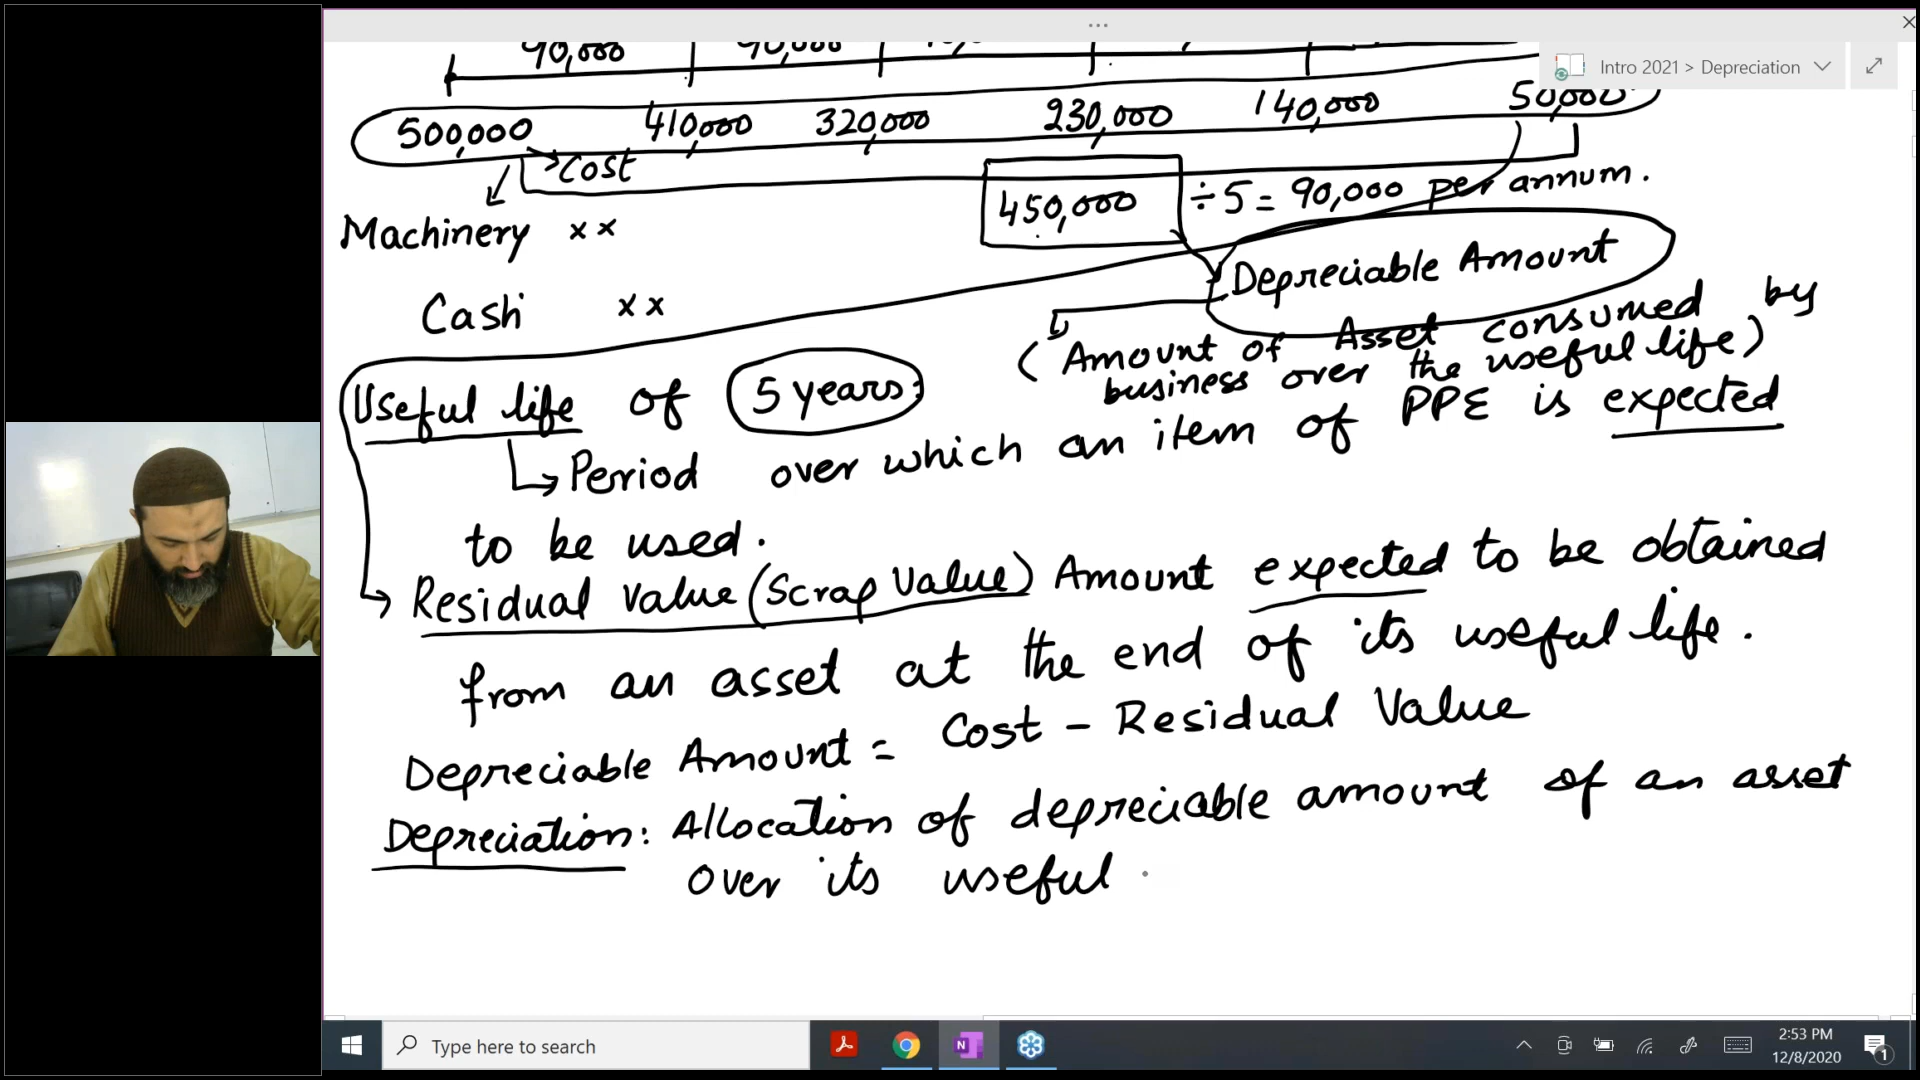 ...
Intro 2021 > Depreciation
90,000 90,000
500,000 410,000 320,000 230,000 140,000 50,000
Cost
450,000 ÷ 5 = 90,000 per annum.
Machinery xx
Depreciable Amount
Cash xx
(Amount of Asset consumed by
business over the useful life)
Useful life of 5 years:
Period over which an item of PPE is expected
to be used.
Residual Value (Scrap Value) Amount expected to be obtained
from an asset at the end of its useful life.
Depreciable Amount = Cost - Residual Value
Depreciation: Allocation of depreciable amount of an asset
over its useful
Type here to search
N
2:53 PM
12/8/2020
1